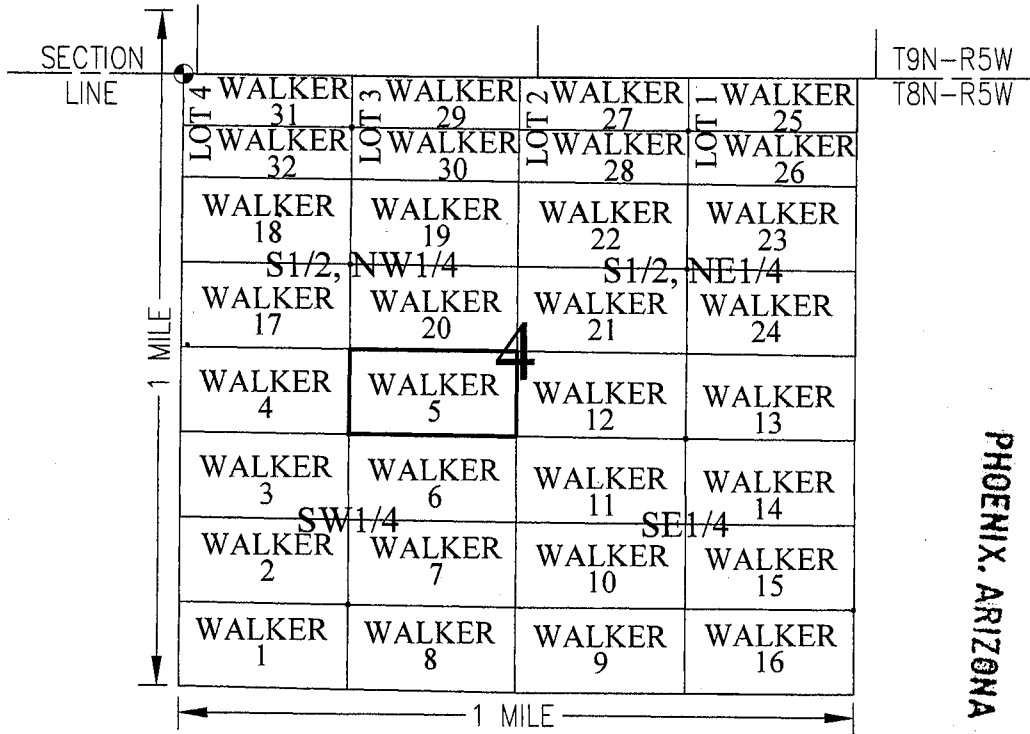 SECTION
LINE
T9N-R5W
T8N-R5W
LOT 4
WALKER
31
LOT 3
WALKER
29
LOT 2
WALKER
27
LOT 1
WALKER
25
WALKER
32
WALKER
30
WALKER
28
WALKER
26
WALKER
18
WALKER
19
WALKER
22
WALKER
23
S1/2, NW1/4
S1/2, NE1/4
WALKER
17
WALKER
20
WALKER
21
WALKER
24
4
1 MILE
WALKER
4
WALKER
5
WALKER
12
WALKER
13
WALKER
3
WALKER
6
WALKER
11
WALKER
14
SW1/4
SE1/4
WALKER
2
WALKER
7
WALKER
10
WALKER
15
WALKER
1
WALKER
8
WALKER
9
WALKER
16
1 MILE
PHOENIX, ARIZONA